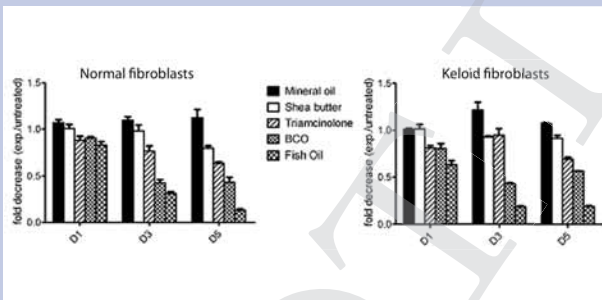 Normal fibroblasts
fold decrease (exp./untreated)
1.5
1.0
0.5
0.0
D1
D3
D5
Mineral oil
Shea butter
Triamcinolone
BCO
Fish Oil
Keloid fibroblasts
fold decrease (exp./untreated)
1.5
1.0
0.5
0.0
D1
D3
D5